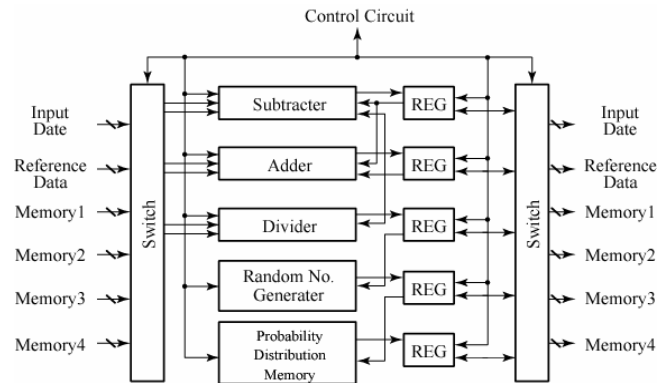 Control Circuit
Input
Date
Reference
Data
Memory1
Memory2
Memory3
Memory4
Switch
Subtracter
REG
Adder
REG
Divider
REG
Random No.
Generater
REG
Probability
Distribution
Memory
REG
Switch
Input
Date
Reference
Data
Memory1
Memory2
Memory3
Memory4